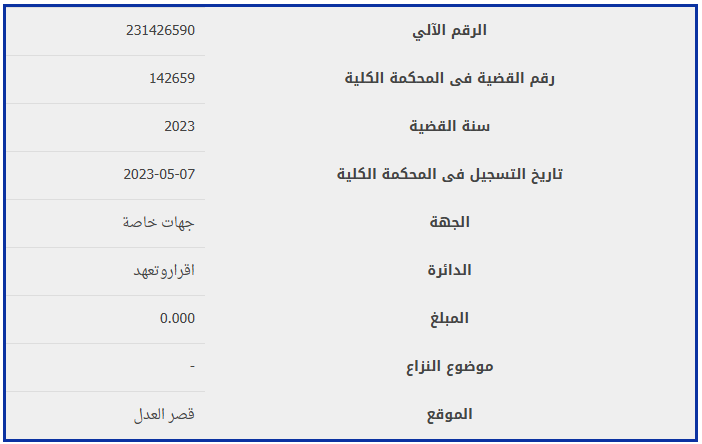 الرقم الآلي 231426590
رقم القضية فى المحكمة الكلية 142659
سنة القضية 2023
تاريخ التسجيل فى المحكمة الكلية 2023-05-07
الجهة جهات خاصة
الدائرة اقراروتعهد
المبلغ 0.000
موضوع النزاع -
الموقع قصر العدل